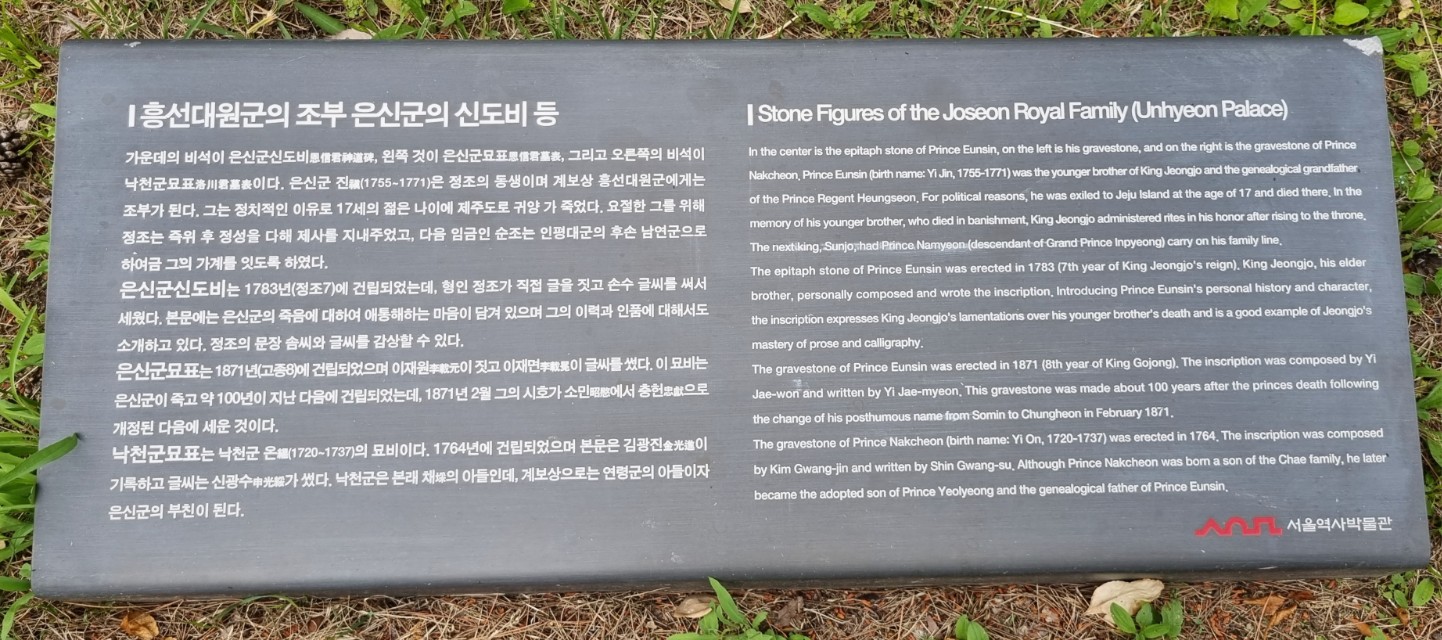 흥선대원군의 조부 은신군의 신도비 등
가운데의 비석이 은신군신도비恩信君神道碑, 왼쪽 것이 은신군묘표恩信君墓表, 그리고 오른쪽의 비석이
낙천군묘표洛川君墓表이다. 은신군 진(1755~1771)은 정조의 동생이며 계보상 흥선대원군에게는
조부가 된다. 그는 정치적인 이유로 17세의 젊은 나이에 제주도로 귀양 가 죽었다. 요절한 그를 위해
정조는 즉위 후 정성을 다해 제사를 지내주었고, 다음 임금인 순조는 인평대군의 후손 남연군으로
하여금 그의 가계를 잇도록 하였다.
은신군신도비는 1783년(정조7)에 건립되었는데, 형인 정조가 직접 글을 짓고 손수 글씨를 써서
세웠다. 본문에는 은신군의 죽음에 대하여 애통해하는 마음이 담겨 있으며 그의 이력과 인품에 대해서도
소개하고 있다. 정조의 문장 솜씨와 글씨를 감상할 수 있다.
은신군묘표는 1871년(고종8)에 건립되었으며 이재원李載元이 짓고 이재면李載冕이 글씨를 썼다. 이 묘비는
은신군이 죽고 약 100년이 지난 다음에 건립되었는데, 1871년 2월 그의 시호가 소민昭愍에서 충헌忠獻으로
개정된 다음에 세운 것이다.
낙천군묘표는 낙천군 온(1720~1737)의 묘비이다. 1764년에 건립되었으며 본문은 김광진金光進이
기록하고 글씨는 신광수가 썼다. 낙천군은 본래 채의 아들인데, 계보상으로는 연령군의 아들이자
은신군의 부친이 된다.
Stone Figures of the Joseon Royal Family (Unhyeon Palace)
In the center is the epitaph stone of Prince Eunsin, on the left is his gravestone, and on the right is the gravestone of Prince
Nakcheon. Prince Eunsin (birth name: Yi Jin, 1755-1771) was the younger brother of King Jeongjo and the genealogical grandfather
of the Prince Regent Heungseon. For political reasons, he was exiled to Jeju Island at the age of 17 and died there. In the
memory of his younger brother, who died in banishment, King Jeongjo administered rites in his honor after rising to the throne.
The nextking, Sunjo, had Prince Namyeon (descendant of Grand Prince Inpyeong) carry on his family line.
The epitaph stone of Prince Eunsin was erected in 1783 (7th year of King Jeongjo's reign). King Jeongjo, his elder
brother, personally composed and wrote the inscription. Introducing Prince Eunsin's personal history and character,
the inscription expresses King Jeongjo's lamentations over his younger brother's death and is a good example of Jeongjo's
mastery of prose and calligraphy.
The gravestone of Prince Eunsin was erected in 1871 (8th year of King Gojong). The inscription was composed by Yi
Jae-won and written by Yi Jae-myeon. This gravestone was made about 100 years after the princes death following
the change of his posthumous name from Somin to Chungheon in February 1871.
The gravestone of Prince Nakcheon (birth name: Yi On, 1720-1737) was erected in 1764. The inscription was composed
by Kim Gwang-jin and written by Shin Gwang-su. Although Prince Nakcheon was born a son of the Chae family, he later
became the adopted son of Prince Yeolyeong and the genealogical father of Prince Eunsin.
서울역사박물관